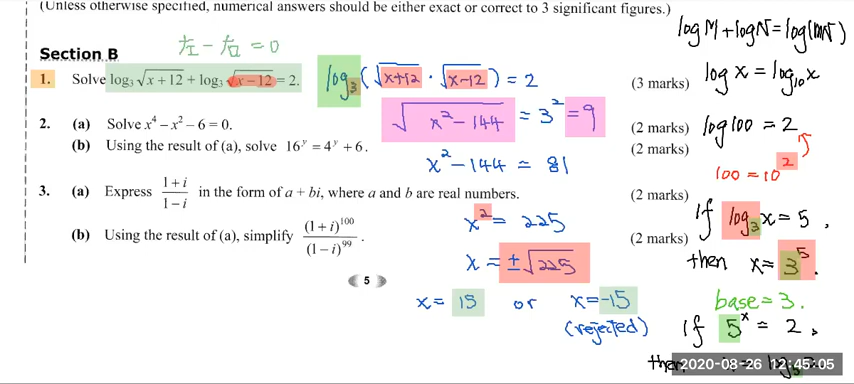 (Unless otherwise specified, numerical answers should be either exact or correct to 3 significant figures.)
左 - 右 = 0
Section B
1. Solve log₃ √(x + 12) + log₃ √(x − 12) = 2. (3 marks)
2. (a) Solve x⁴ − x² − 6 = 0. (2 marks)
(b) Using the result of (a), solve 16ʸ = 4ʸ + 6. (2 marks)
3. (a) Express (1 + i)/(1 − i) in the form of a + bi, where a and b are real numbers. (2 marks)
(b) Using the result of (a), simplify (1 + i)¹⁰⁰/(1 − i)⁹⁹. (2 marks)
5
log₃ (√(x+12) · √(x−12)) = 2
√(x² − 144) = 3² = 9
x² − 144 = 81
x² = 225
x = ±√225
x = 15 or x = −15
(rejected)
log M + log N = log(MN)
log x = log₁₀ x
log 100 = 2
100 = 10²
If log₃ x = 5,
then x = 3⁵.
base = 3.
If 5ˣ = 2,
then
2020-08-26 12:45:05